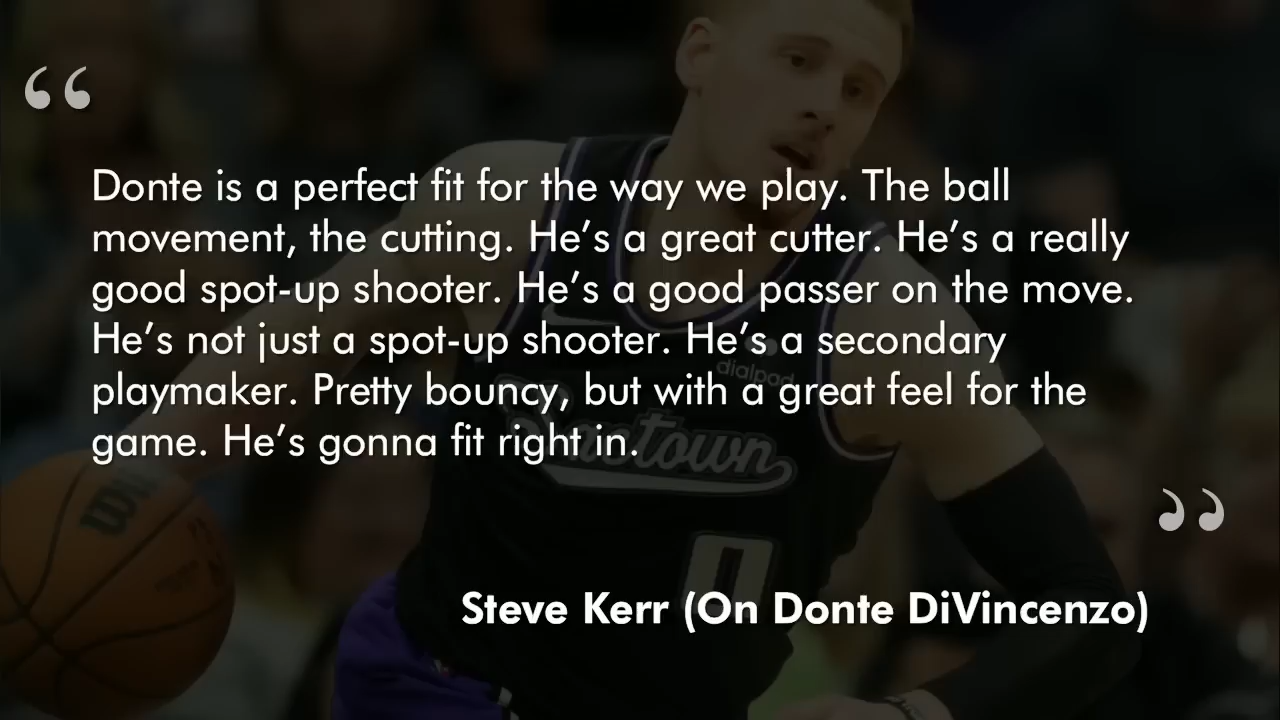 “
Donte is a perfect fit for the way we play. The ball
movement, the cutting. He’s a great cutter. He’s a really
good spot-up shooter. He’s a good passer on the move.
He’s not just a spot-up shooter. He’s a secondary
playmaker. Pretty bouncy, but with a great feel for the
game. He’s gonna fit right in.
”
dialpad
0
Steve Kerr (On Donte DiVincenzo)